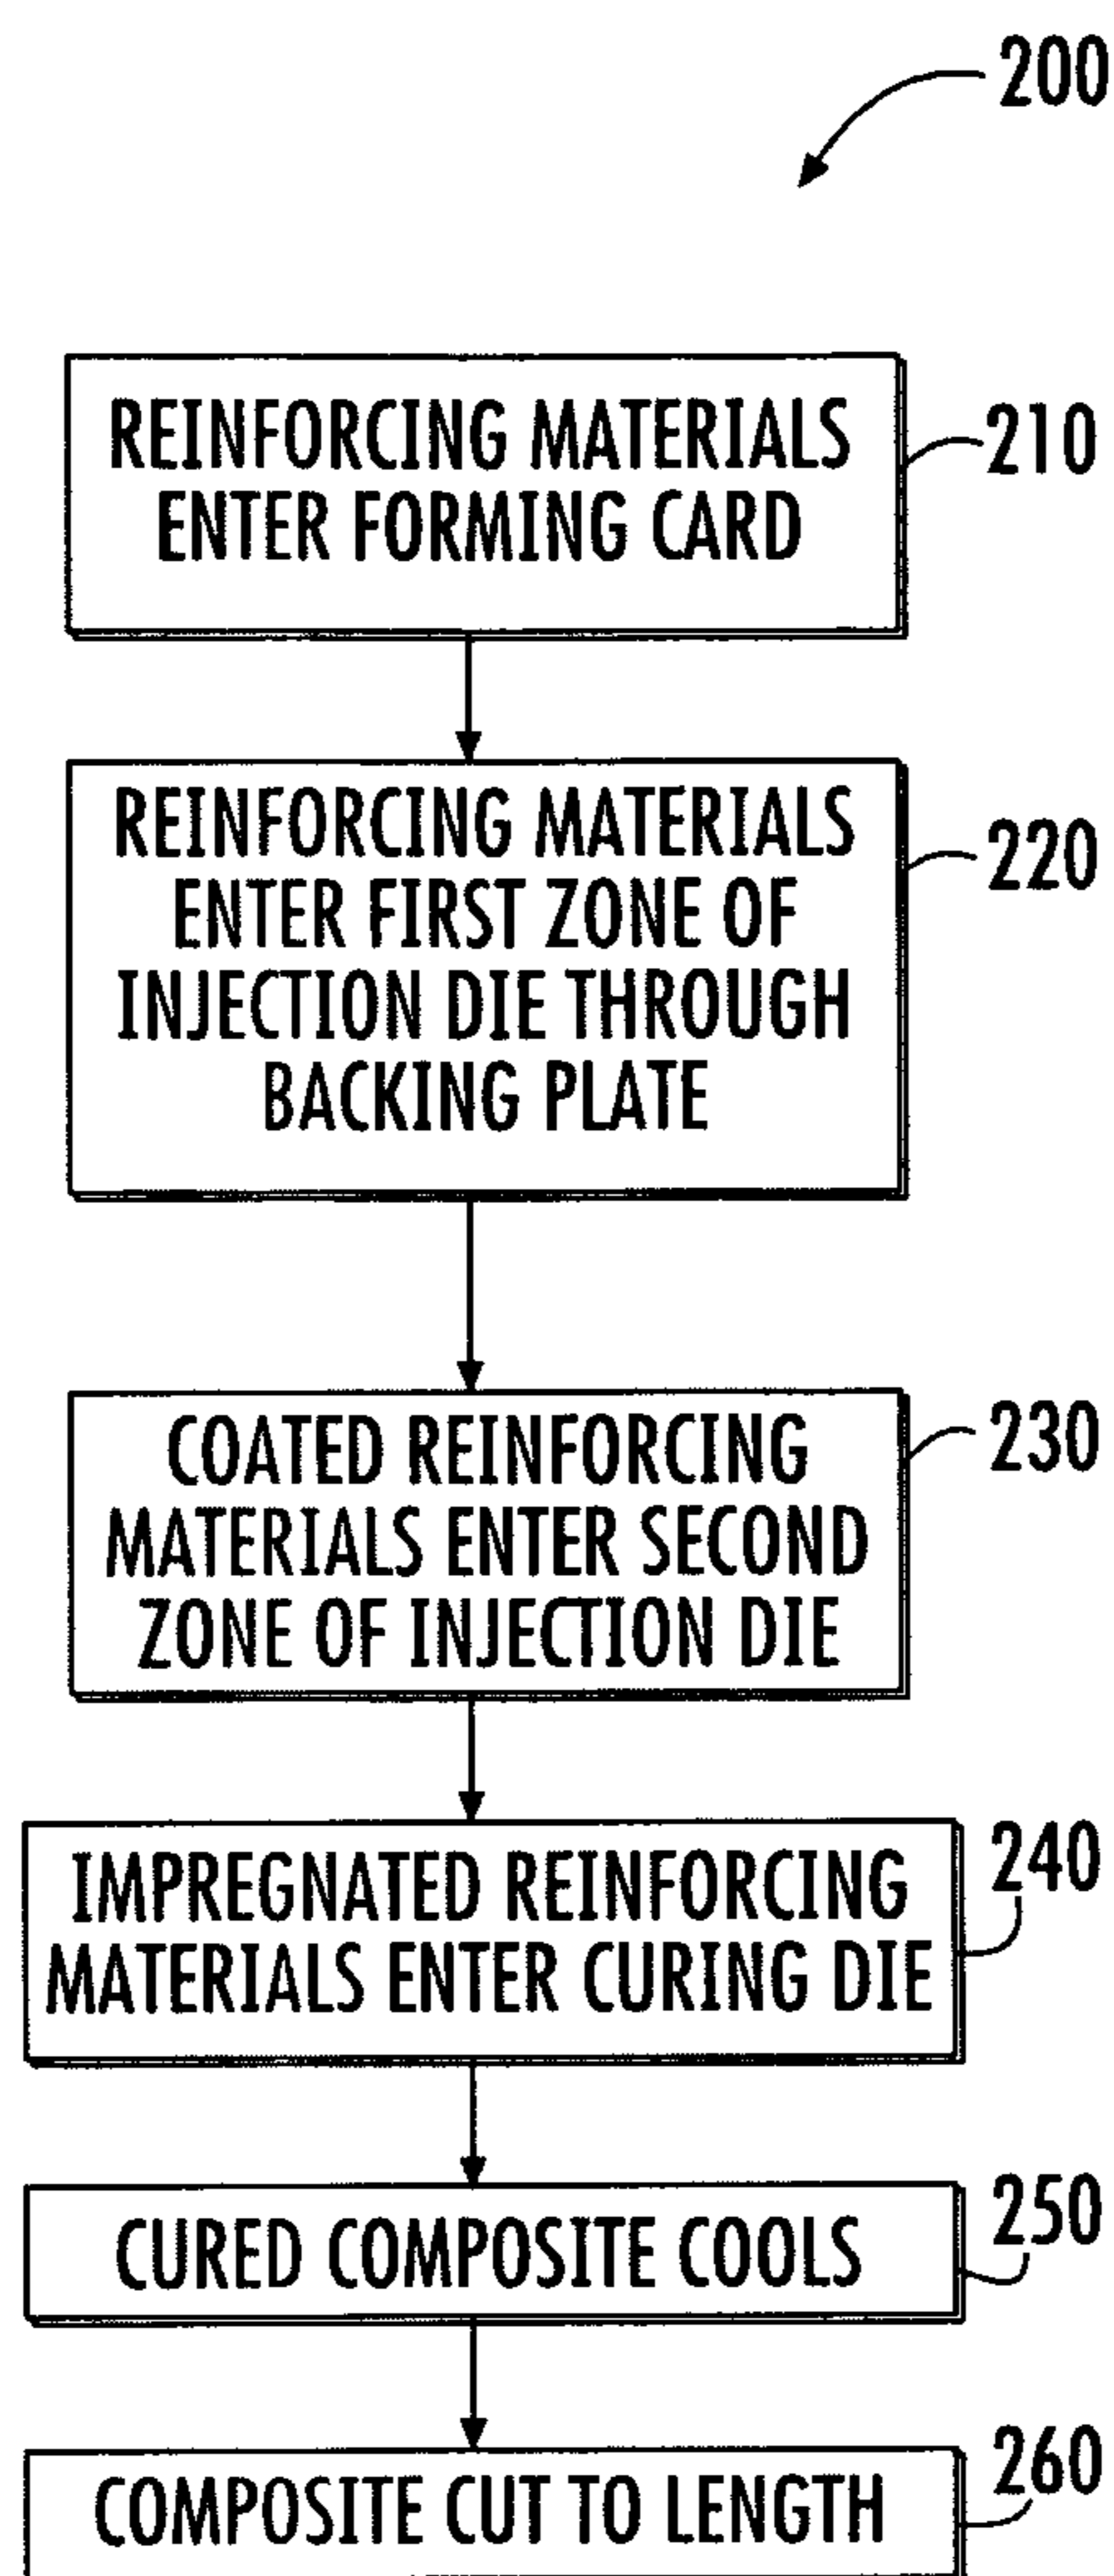 200
REINFORCING MATERIALS
ENTER FORMING CARD
210
REINFORCING MATERIALS
ENTER FIRST ZONE OF
INJECTION DIE THROUGH
BACKING PLATE
220
COATED REINFORCING
MATERIALS ENTER SECOND
ZONE OF INJECTION DIE
230
IMPREGNATED REINFORCING
MATERIALS ENTER CURING DIE
240
CURED COMPOSITE COOLS
250
COMPOSITE CUT TO LENGTH
260